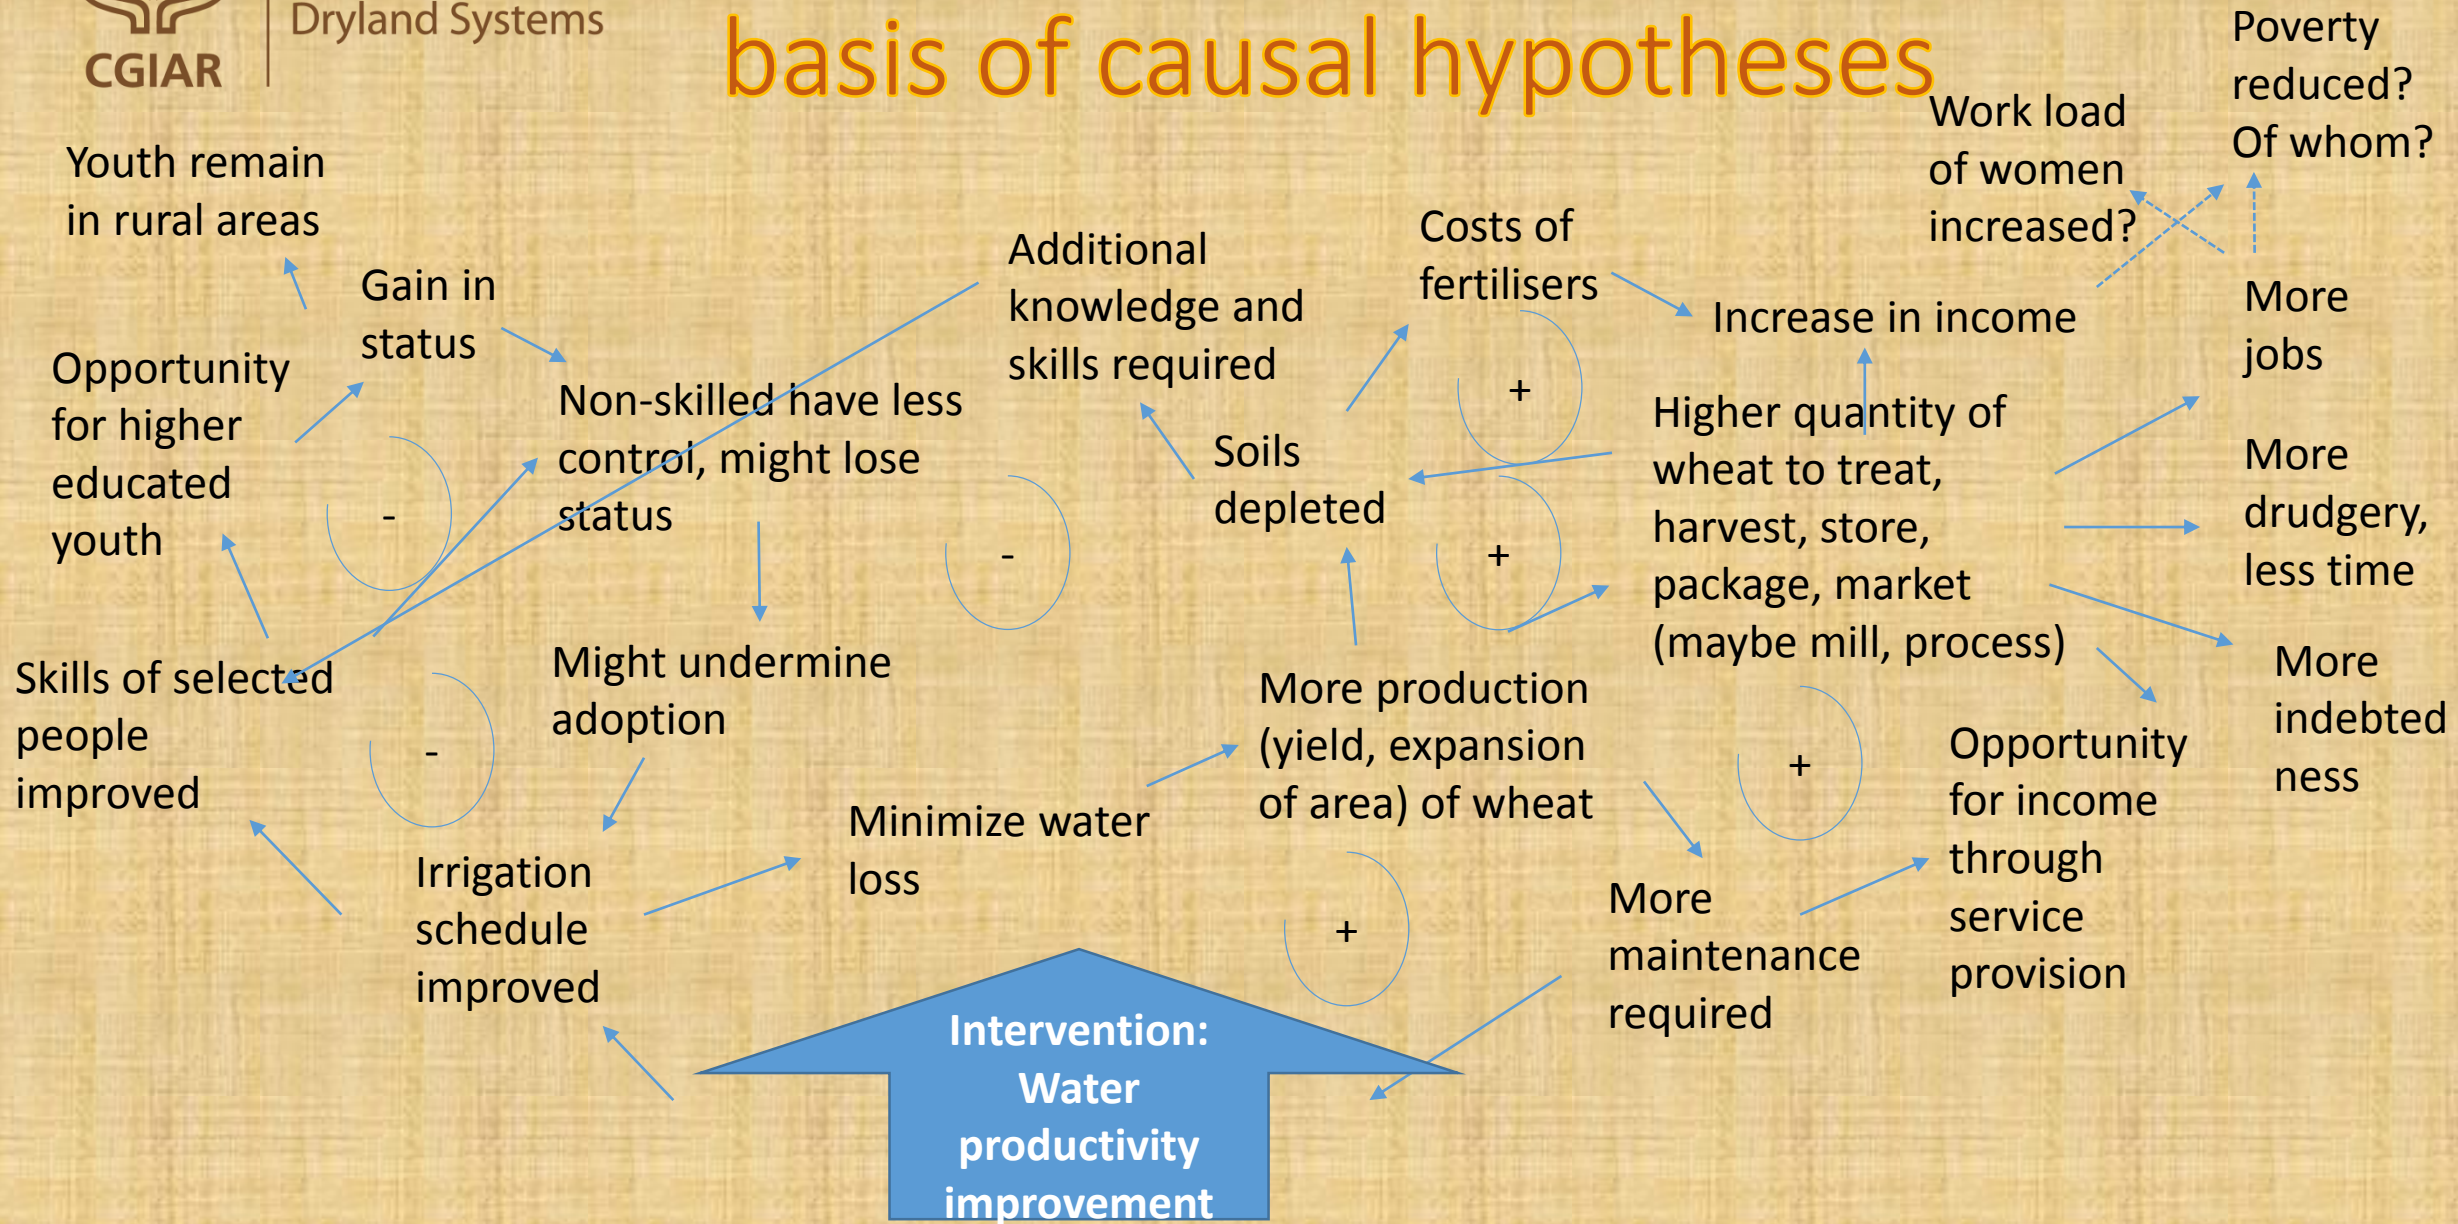 Dryland Systems
CGIAR
basis of causal hypotheses
Poverty
reduced?
Of whom?
Work load
of women
increased?
Youth remain
in rural areas
Gain in
status
Opportunity
for higher
educated
youth
Non-skilled have less
control, might lose
status
Additional
knowledge and
skills required
Costs of
fertilisers
Increase in income
More
jobs
Soils
depleted
Higher quantity of
wheat to treat,
harvest, store,
package, market
(maybe mill, process)
More
drudgery,
less time
-
-
+
+
Skills of selected
people
improved
Might undermine
adoption
-
More production
(yield, expansion
of area) of wheat
More
indebted
ness
+
Opportunity
for income
through
service
provision
Minimize water
loss
Irrigation
schedule
improved
+
More
maintenance
required
Intervention:
Water
productivity
improvement